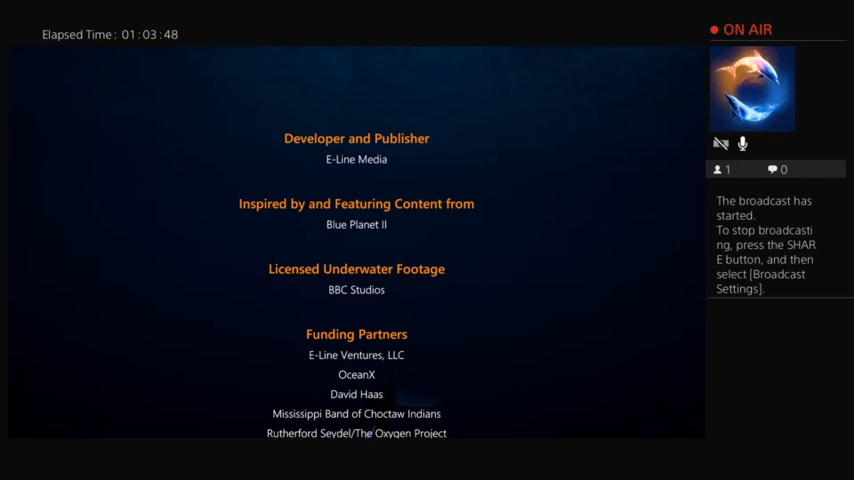 Elapsed Time: 01:03:48
ON AIR
Developer and Publisher
E-Line Media
Inspired by and Featuring Content from
Blue Planet II
Licensed Underwater Footage
BBC Studios
Funding Partners
E-Line Ventures, LLC
OceanX
David Haas
Mississippi Band of Choctaw Indians
Rutherford Seydel/The Oxygen Project
1
0
The broadcast has
started.
To stop broadcasti
ng, press the SHAR
E button, and then
select [Broadcast
Settings].